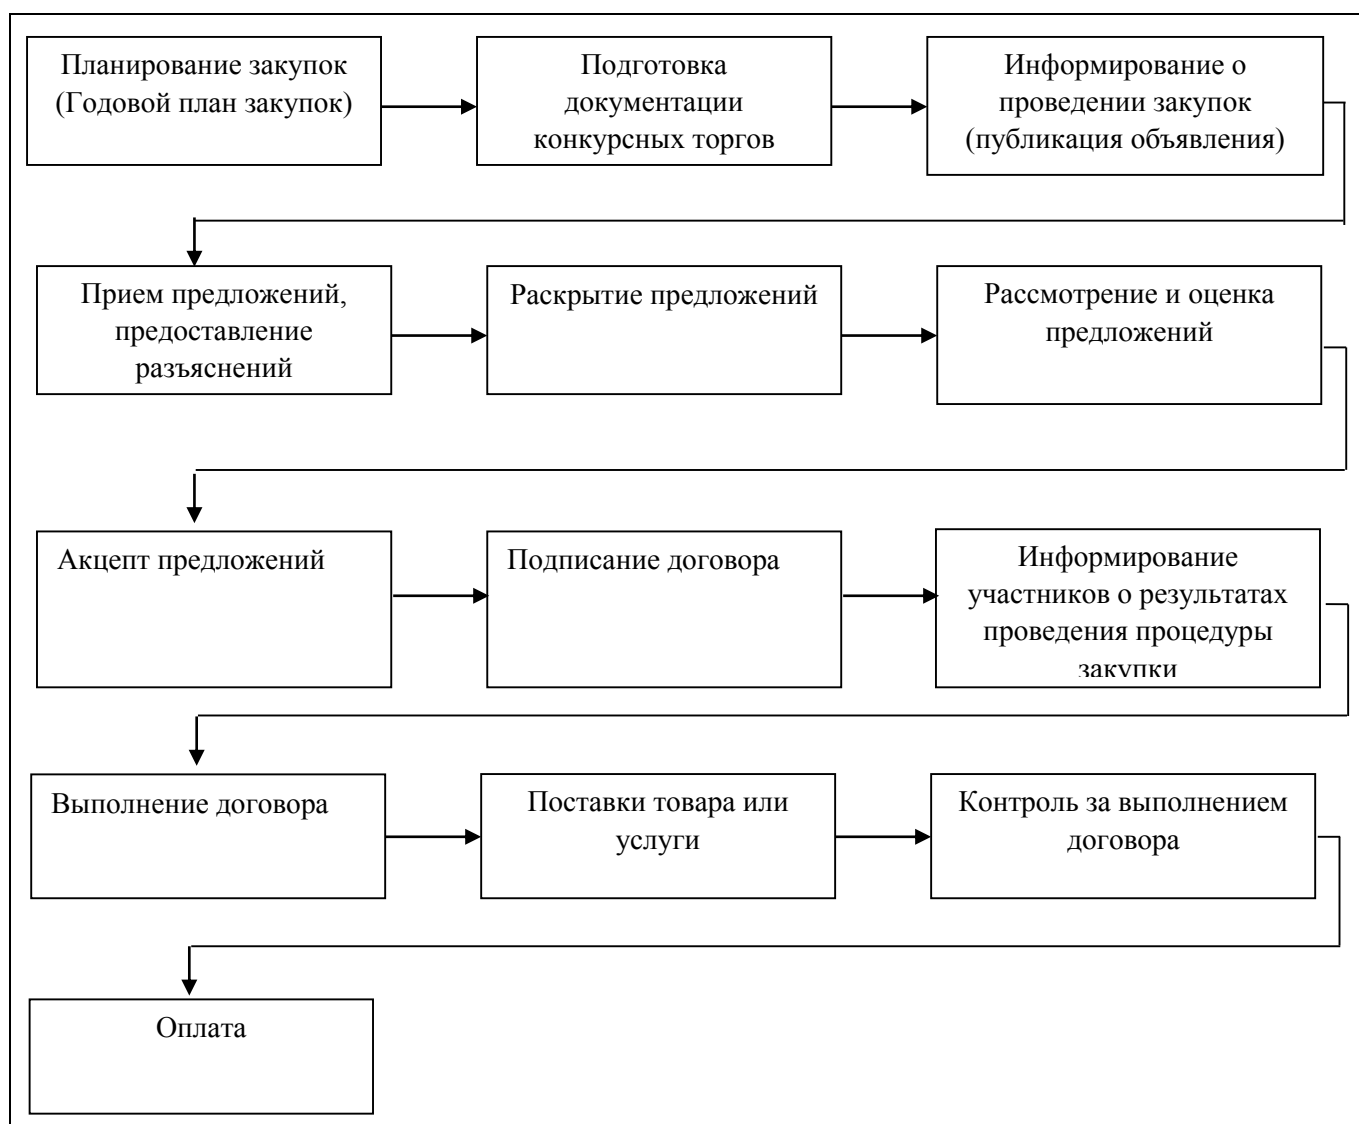 Планирование закупок
(Годовой план закупок)
Подготовка
документации
конкурсных торгов
Информирование о
проведении закупок
(публикация объявления)
Прием предложений,
предоставление
разъяснений
Раскрытие предложений
Рассмотрение и оценка
предложений
Акцепт предложений
Подписание договора
Информирование
участников о результатах
проведения процедуры
закупки
Выполнение договора
Поставки товара или
услуги
Контроль за выполнением
договора
Оплата